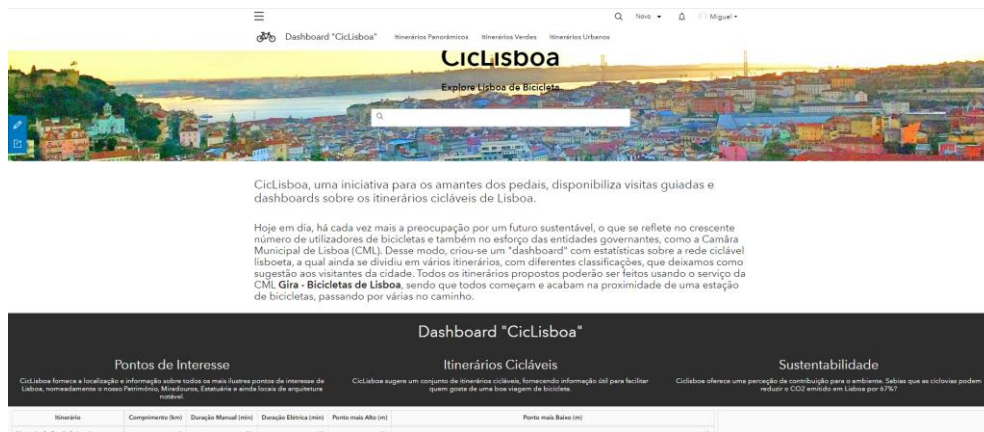 Novo
Miguel
Dashboard "CicLisboa" Itinerários Panorâmicos Itinerários Verdes Itinerários Urbanos
CicLisboa
Explore Lisboa de Bicicleta
CicLisboa, uma iniciativa para os amantes dos pedais, disponibiliza visitas guiadas e
dashboards sobre os itinerários cicláveis de Lisboa.
Hoje em dia, há cada vez mais a preocupação por um futuro sustentável, o que se reflete no crescente
número de utilizadores de bicicletas e também no esforço das entidades governantes, como a Camâra
Municipal de Lisboa (CML). Desse modo, criou-se um "dashboard" com estatísticas sobre a rede ciclável
lisboeta, a qual ainda se dividiu em vários itinerários, com diferentes classificações, que deixamos como
sugestão aos visitantes da cidade. Todos os itinerários propostos poderão ser feitos usando o serviço da
CML Gira - Bicicletas de Lisboa, sendo que todos começam e acabam na proximidade de uma estação
de bicicletas, passando por várias no caminho.
Dashboard "CicLisboa"
Pontos de Interesse
CicLisboa fornece a localização e informação sobre todos os mais ilustres pontos de interesse de
Lisboa, nomeadamente o nosso Património, Miradouros, Estatuária e ainda locais de arquitetura
notável.
Itinerários Cicláveis
CicLisboa sugere um conjunto de itinerários cicláveis, fornecendo informação útil para facilitar
quem goste de uma boa viagem de bicicleta.
Sustentabilidade
CicLisboa oferece uma perceção da contribuição para o ambiente. Sabias que as ciclovias podem
reduzir o CO2 emitido em Lisboa por 67%?
Itinerário Comprimento (km) Duração Manual (min) Duração Elétrica (min) Ponto mais Alto (m) Ponto mais Baixo (m)